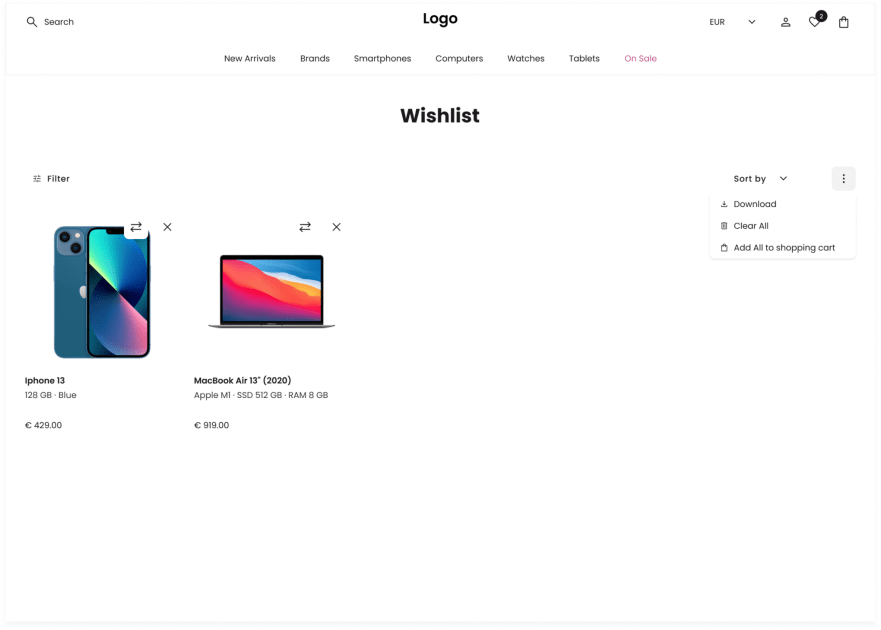 Search
Logo
EUR
2
New Arrivals Brands Smartphones Computers Watches Tablets On Sale
Wishlist
Filter
Sort by
Download
Clear All
Add All to shopping cart
Iphone 13
128 GB · Blue
€ 429.00
MacBook Air 13" (2020)
Apple M1 · SSD 512 GB · RAM 8 GB
€ 919.00